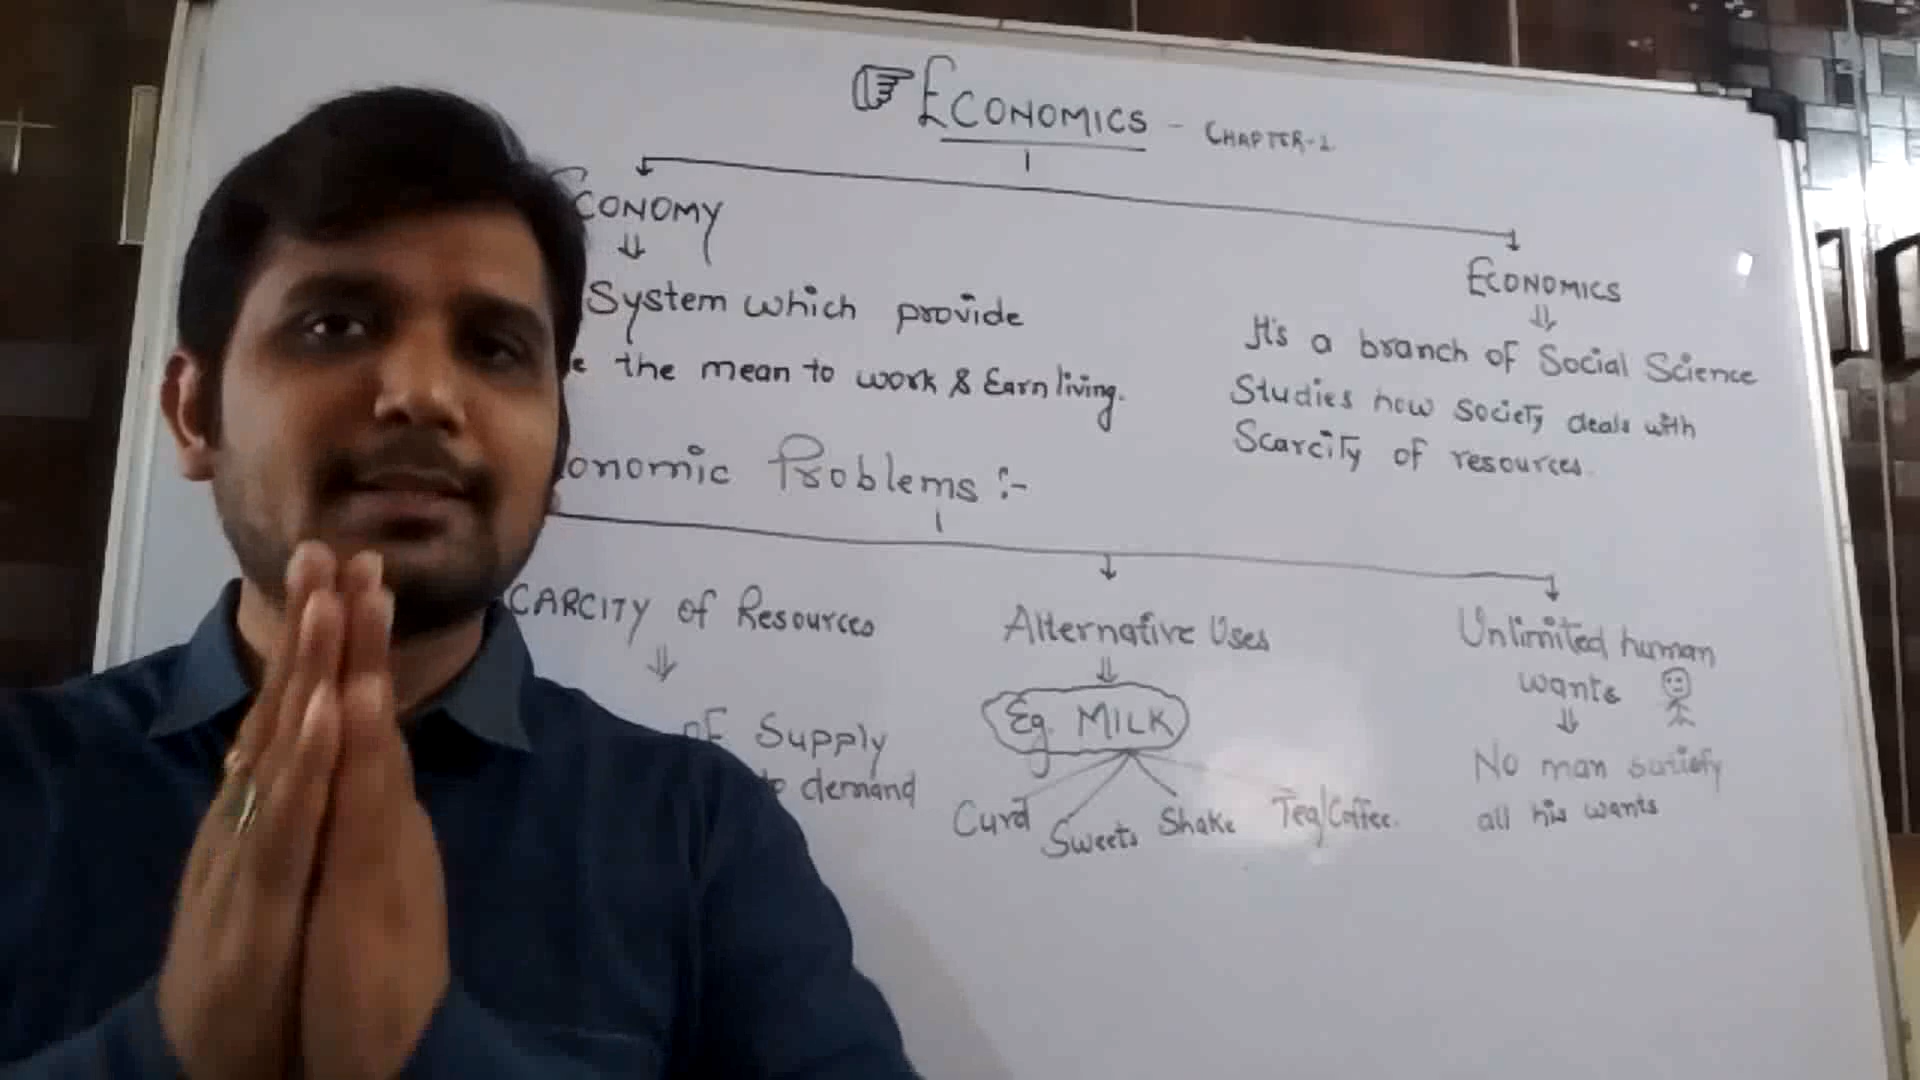 ECONOMICS - CHAPTER-1
CONOMY
System which provide
e the mean to work & Earn living.
ECONOMICS
It's a branch of Social Science
Studies how society deals with
Scarcity of resources.
onomic Problems :-
CARCITY of Resources
OF Supply
to demand
Alternative Uses
Eg. MILK
Curd
Sweets
Shake
Tea/Coffee.
Unlimited human
wants
No man satisfy
all his wants